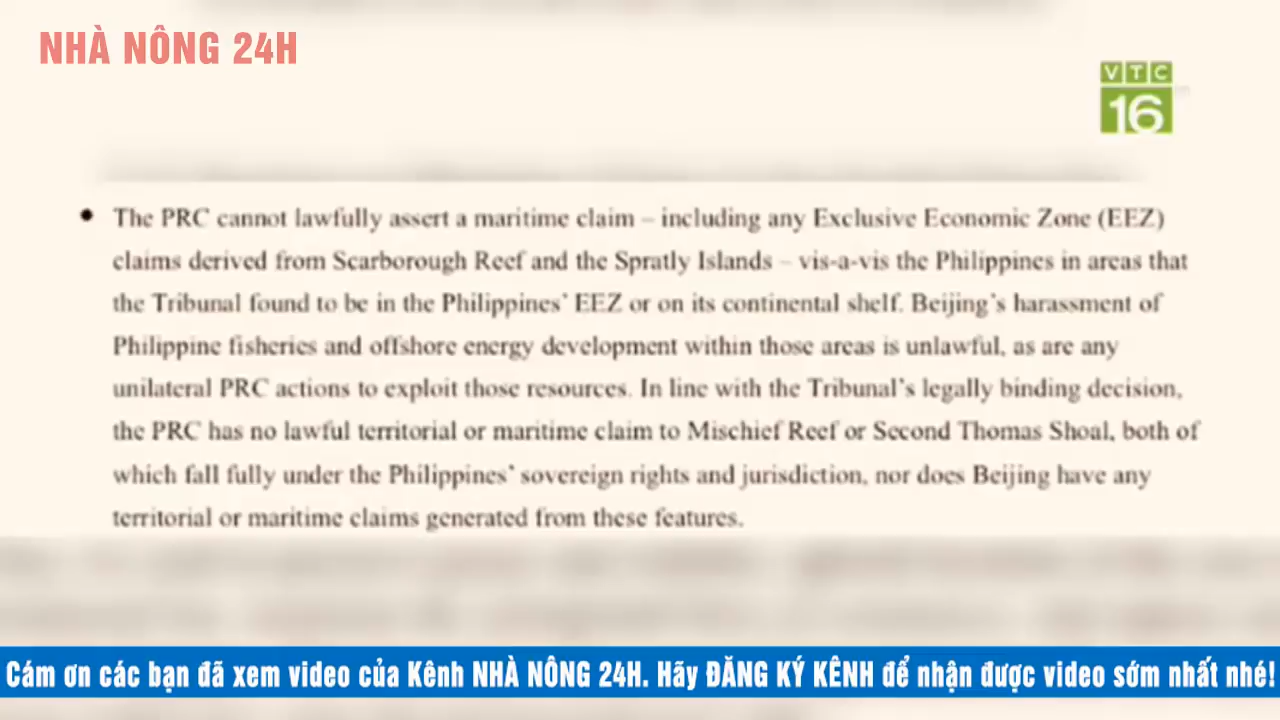 NHÀ NÔNG 24H
VTC
16
• The PRC cannot lawfully assert a maritime claim – including any Exclusive Economic Zone (EEZ)
claims derived from Scarborough Reef and the Spratly Islands – vis-a-vis the Philippines in areas that
the Tribunal found to be in the Philippines' EEZ or on its continental shelf. Beijing's harassment of
Philippine fisheries and offshore energy development within those areas is unlawful, as are any
unilateral PRC actions to exploit those resources. In line with the Tribunal's legally binding decision,
the PRC has no lawful territorial or maritime claim to Mischief Reef or Second Thomas Shoal, both of
which fall fully under the Philippines' sovereign rights and jurisdiction, nor does Beijing have any
territorial or maritime claims generated from these features.
Cám ơn các bạn đã xem video của Kênh NHÀ NÔNG 24H. Hãy ĐĂNG KÝ KÊNH để nhận được video sớm nhất nhé!